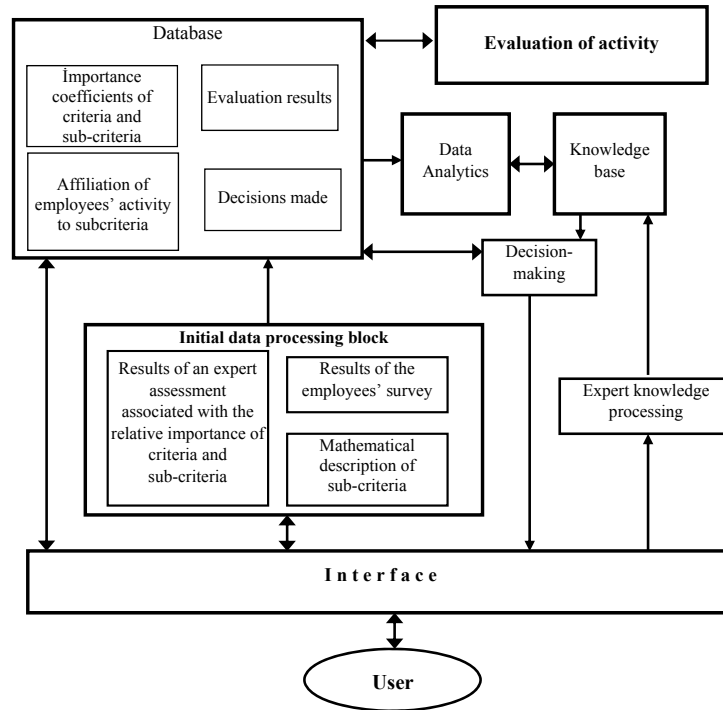 Database
İmportance
coefficients of
criteria and
sub-criteria
Evaluation results
Affiliation of
employees’ activity
to subcriteria
Decisions made
Evaluation of activity
Data
Analytics
Knowledge
base
Decision-
making
Initial data processing block
Results of an expert
assessment
associated with the
relative importance of
criteria and
sub-criteria
Results of the
employees’ survey
Mathematical
description of
sub-criteria
Expert knowledge
processing
I n t e r f a c e
User